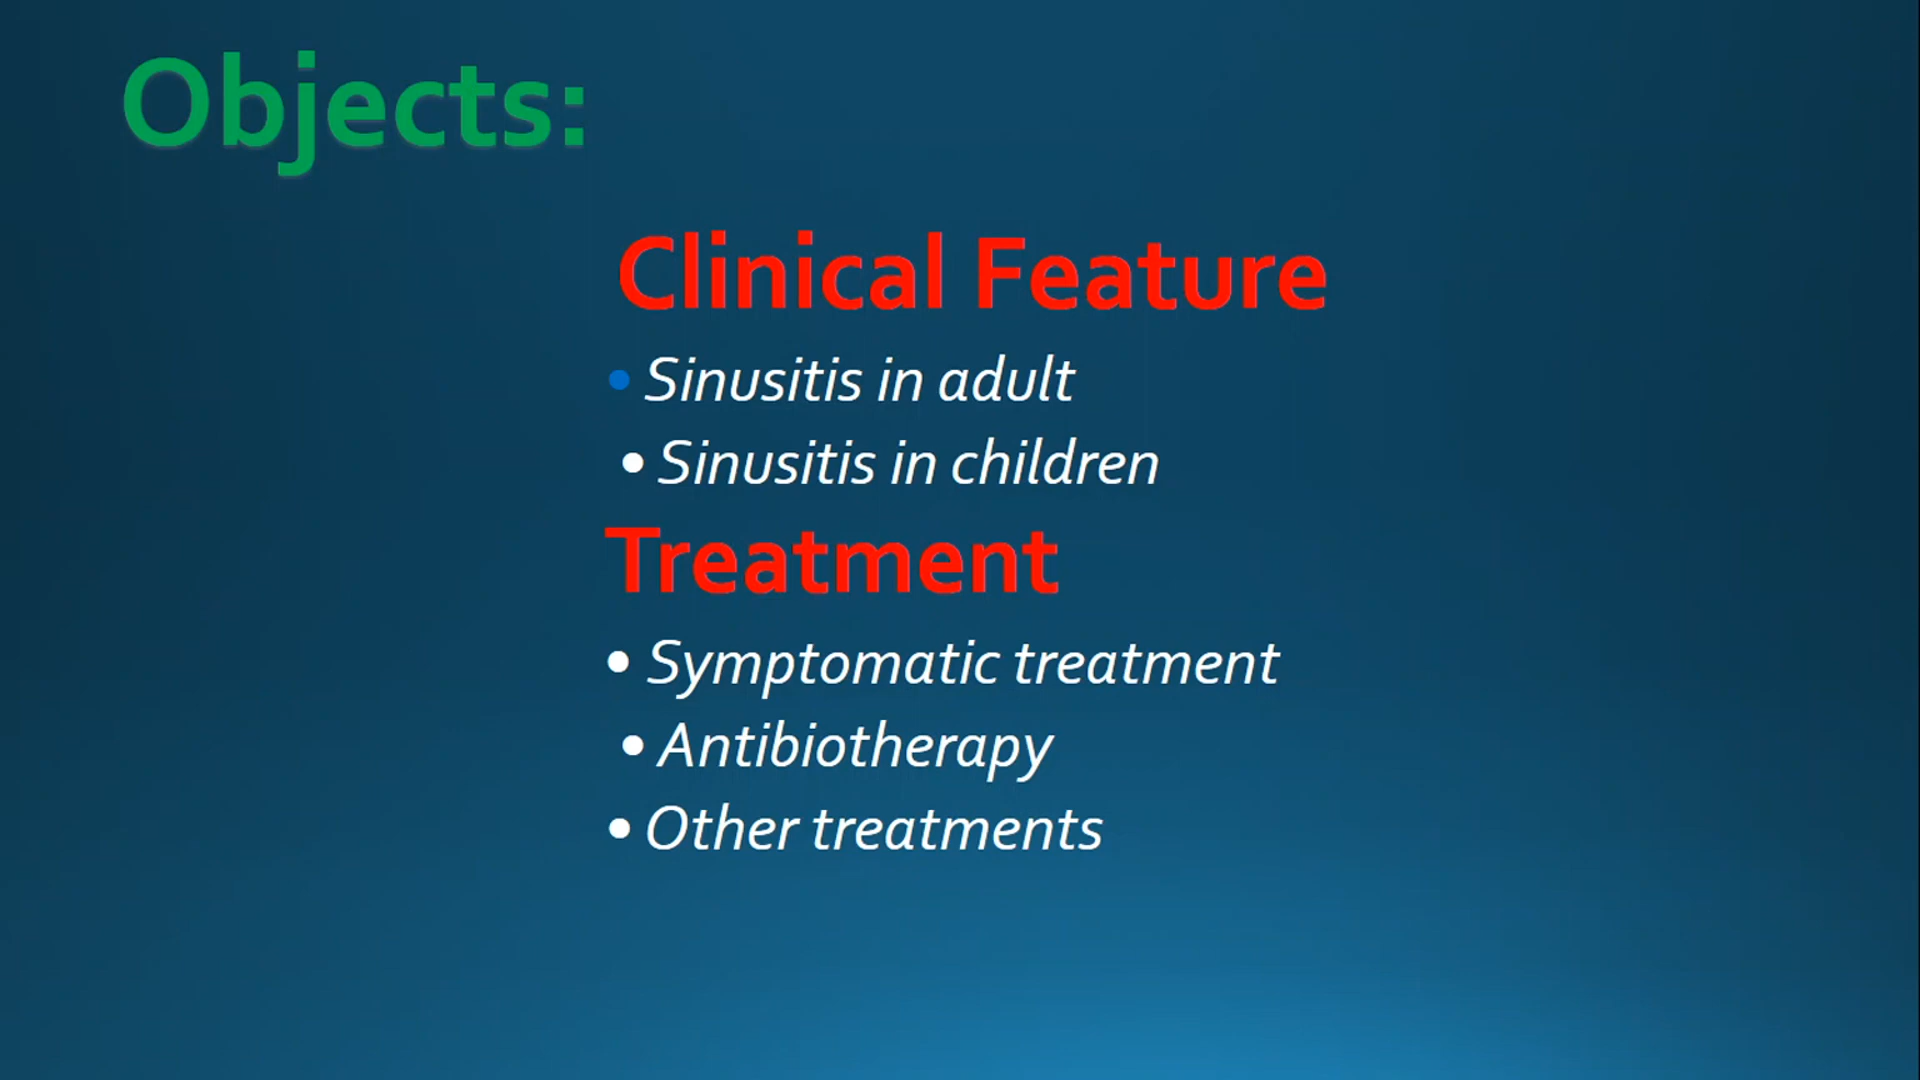 Objects:
Clinical Feature
• Sinusitis in adult
• Sinusitis in children
Treatment
• Symptomatic treatment
• Antibiotherapy
• Other treatments